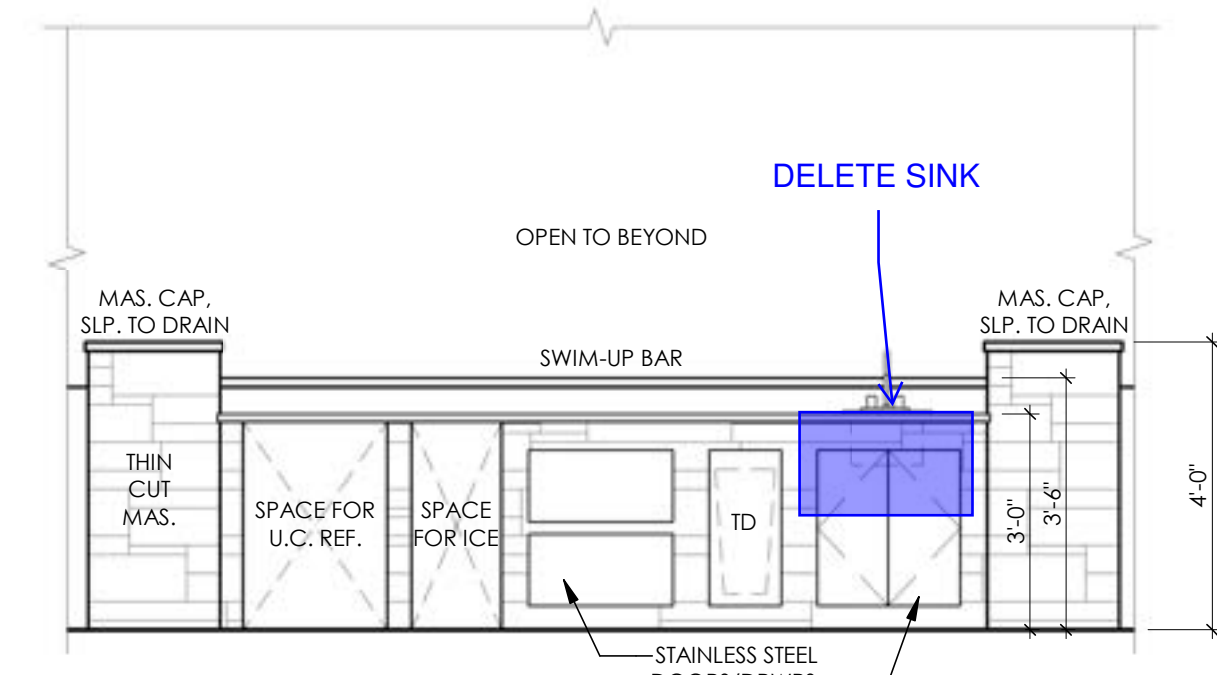 DELETE SINK
OPEN TO BEYOND
MAS. CAP,
SLP. TO DRAIN
MAS. CAP,
SLP. TO DRAIN
SWIM-UP BAR
THIN
CUT
MAS.
SPACE FOR
U.C. REF.
SPACE
FOR ICE
TD
3'-0"
3'-6"
4'-0"
STAINLESS STEEL